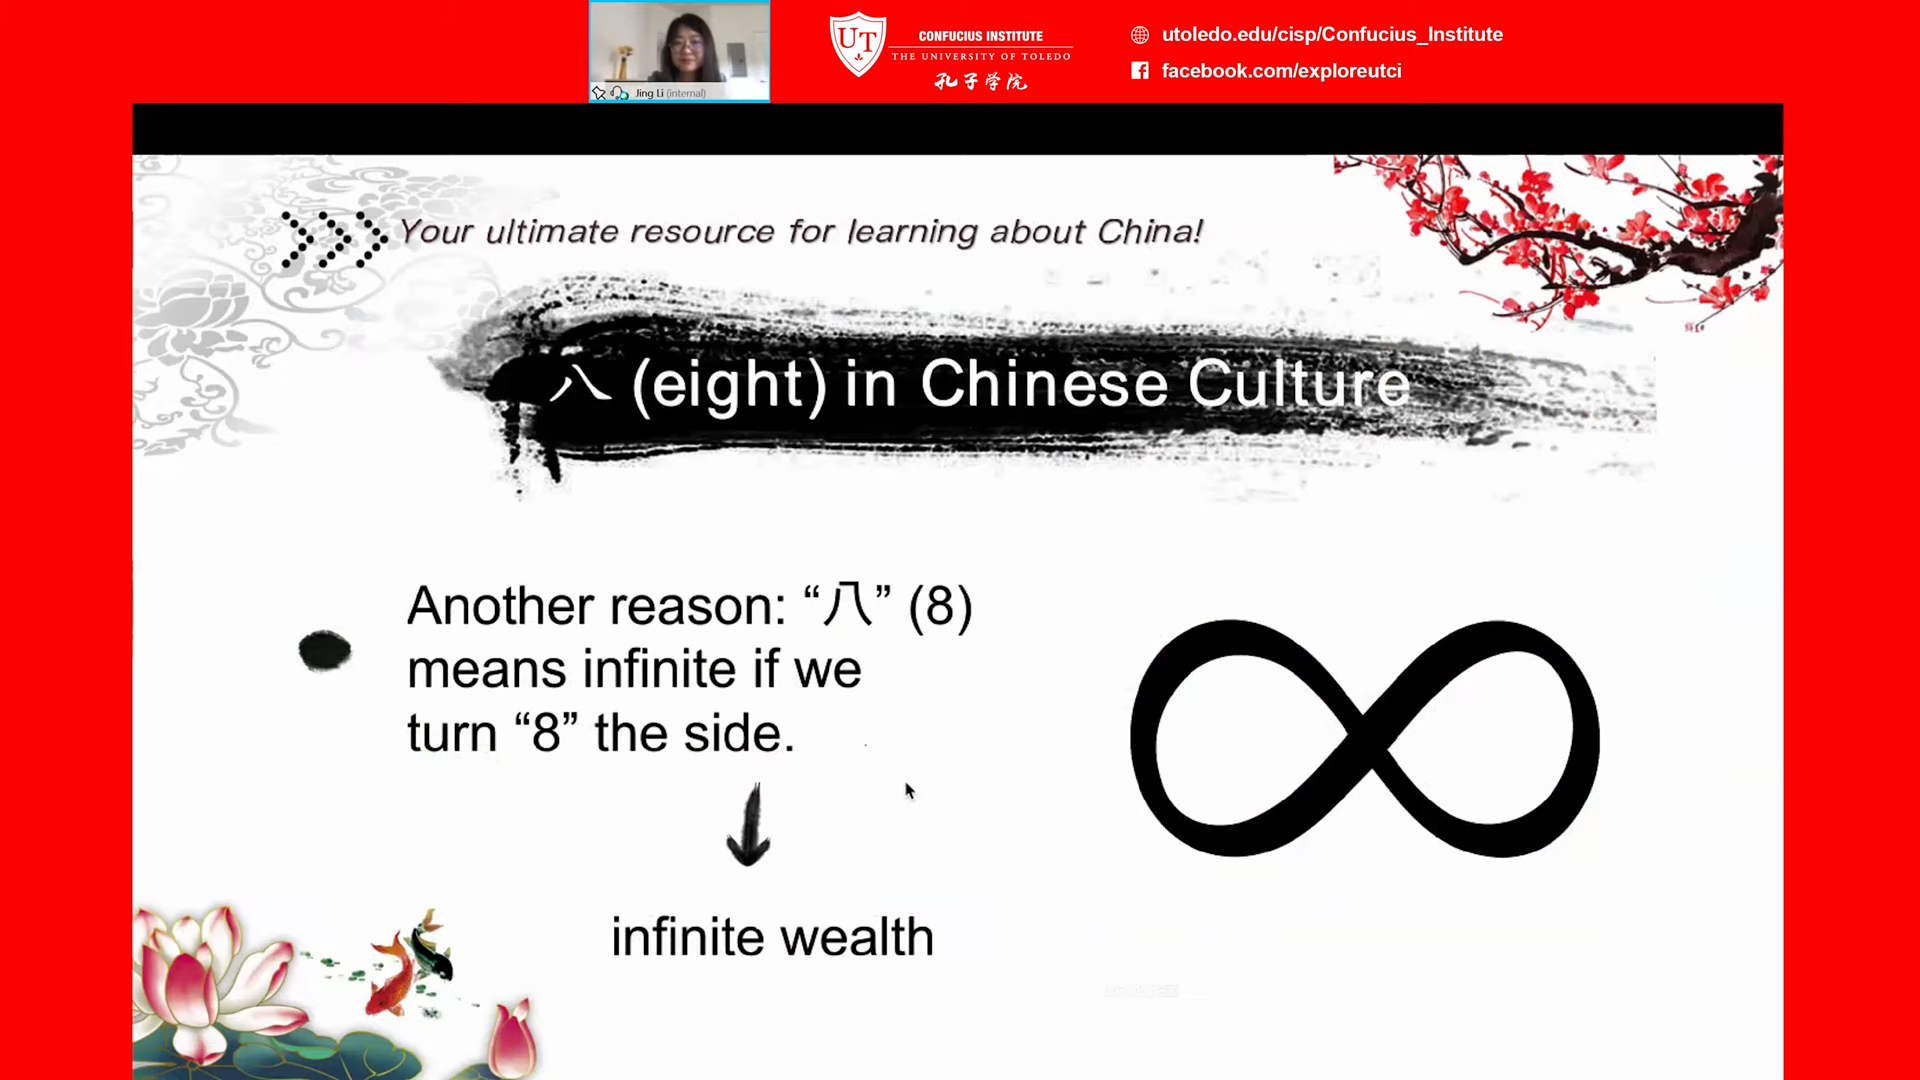 Jing Li (internal)
UT
CONFUCIUS INSTITUTE
THE UNIVERSITY OF TOLEDO
孔子学院
utoledo.edu/cisp/Confucius_Institute
facebook.com/exploreutci
Your ultimate resource for learning about China!
八 (eight) in Chinese Culture
Another reason: “八” (8)
means infinite if we
turn “8” the side.
infinite wealth